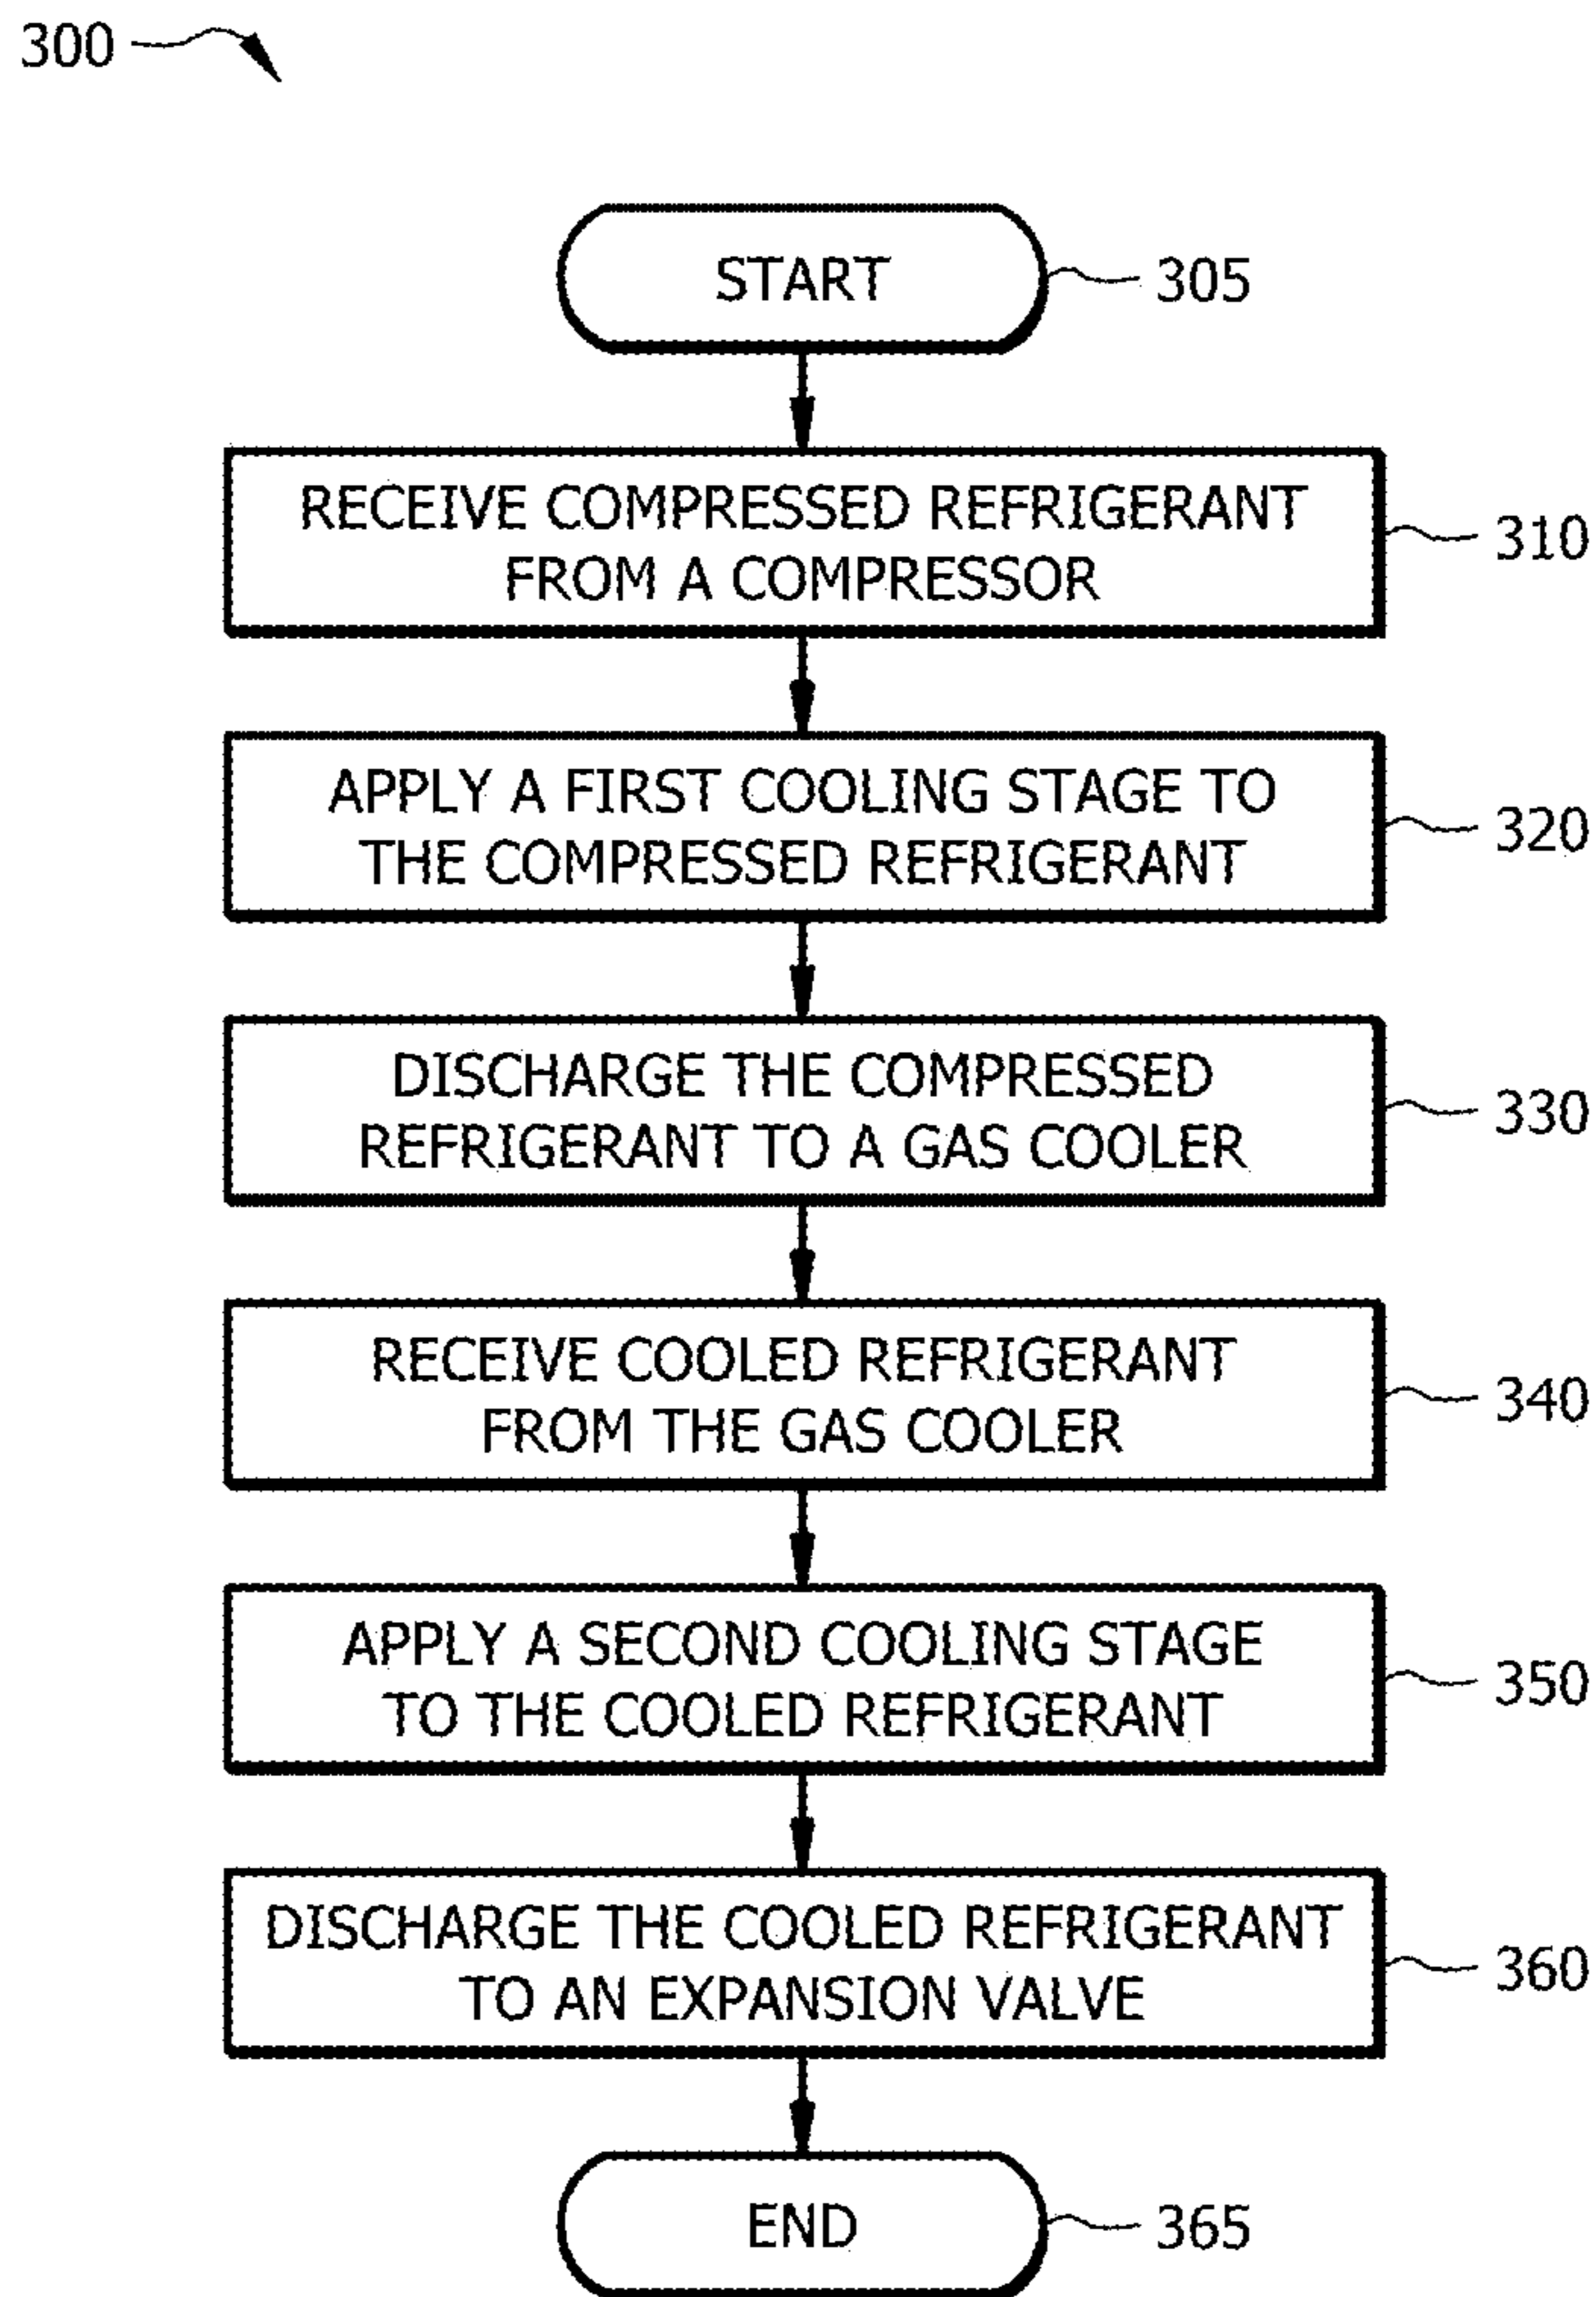 300
START
305
RECEIVE COMPRESSED REFRIGERANT
FROM A COMPRESSOR
310
APPLY A FIRST COOLING STAGE TO
THE COMPRESSED REFRIGERANT
320
DISCHARGE THE COMPRESSED
REFRIGERANT TO A GAS COOLER
330
RECEIVE COOLED REFRIGERANT
FROM THE GAS COOLER
340
APPLY A SECOND COOLING STAGE
TO THE COOLED REFRIGERANT
350
DISCHARGE THE COOLED REFRIGERANT
TO AN EXPANSION VALVE
360
END
365